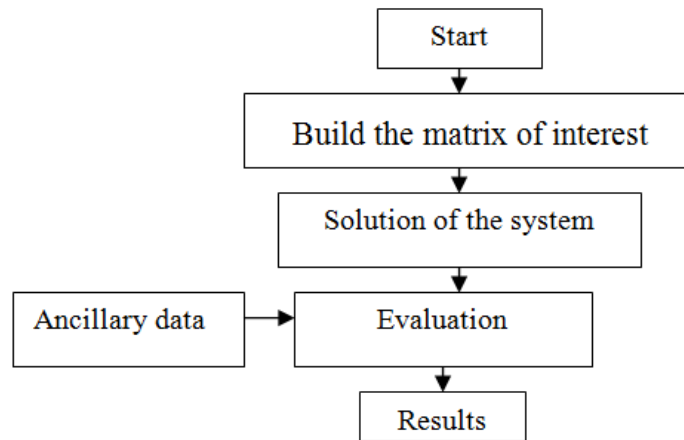 Start
Build the matrix of interest
Solution of the system
Ancillary data
Evaluation
Results